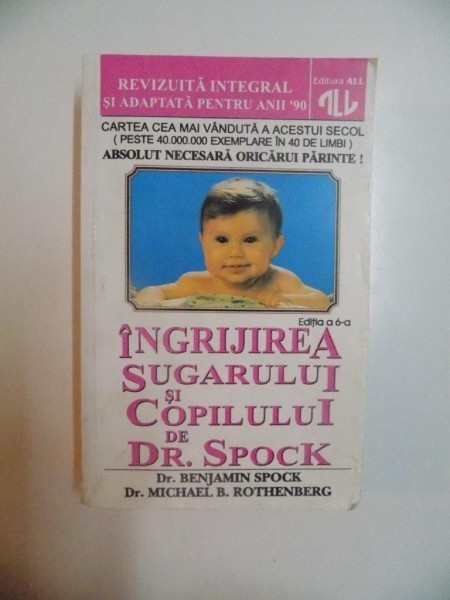 REVIZUITĂ INTEGRAL
ȘI ADAPTATĂ PENTRU ANII '90
Editura ALL
ALL
CARTEA CEA MAI VÂNDUTĂ A ACESTUI SECOL
( PESTE 40.000.000 EXEMPLARE ÎN 40 DE LIMBI )
ABSOLUT NECESARĂ ORICĂRUI PĂRINTE !
Ediția a 6-a
ÎNGRIJIREA
SUGARULUI
ȘI
COPILULUI
DE
DR. SPOCK
Dr. BENJAMIN SPOCK
Dr. MICHAEL B. ROTHENBERG